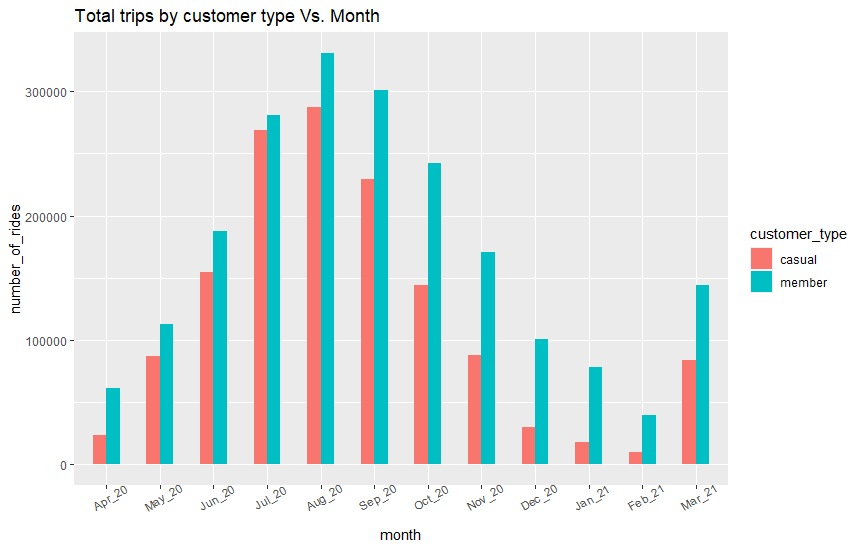 Total trips by customer type Vs. Month
number_of_rides
300000
200000
100000
0
Apr_20
May_20
Jun_20
Jul_20
Aug_20
Sep_20
Oct_20
Nov_20
Dec_20
Jan_21
Feb_21
Mar_21
month
customer_type
casual
member